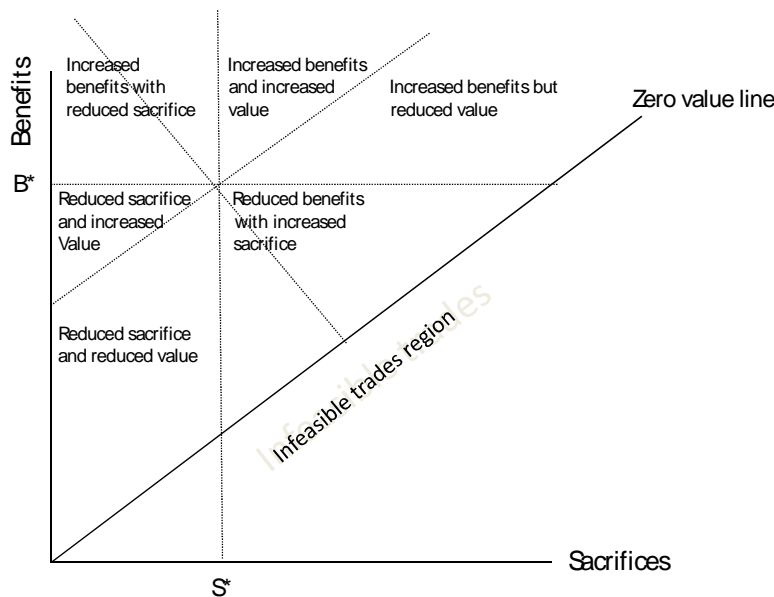 Increased
benefits with
reduced sacrifice
Increased benefits
and increased
value
Increased benefits but
reduced value
Zero value line
Benefits
B*
Reduced sacrifice
and increased
Value
Reduced benefits
with increased
sacrifice
Reduced sacrifice
and reduced value
Infeasible trades
Infeasible trades region
Sacrifices
S*